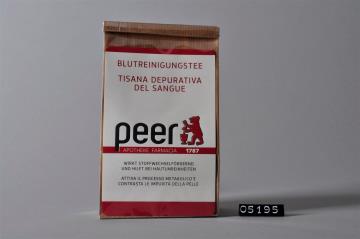 BLUTREINIGUNGSTEE
TISANA DEPURATIVA
DEL SANGUE
peer
APOTHEKE FARMACIA 1787
WIRKT STOFFWECHSELFÖRDERND
UND HILFT BEI HAUTUNREINHEITEN
ATTIVA IL PROCESSO METABOLICO E
CONTRASTA LE IMPURITÀ DELLA PELLE
05195